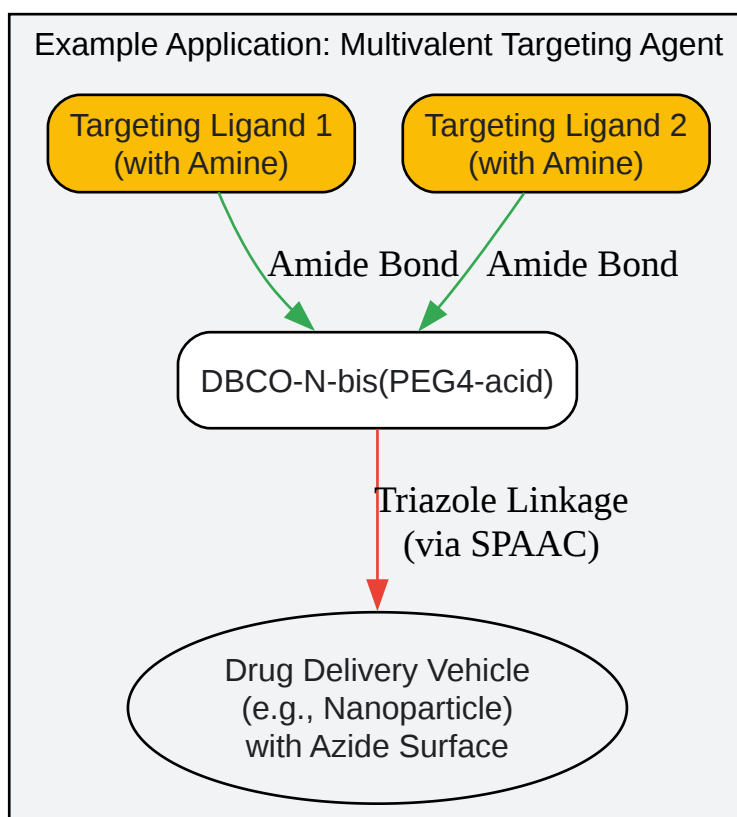 Example Application: Multivalent Targeting Agent
Targeting Ligand 1
(with Amine)
Targeting Ligand 2
(with Amine)
Amide Bond
Amide Bond
DBCO-N-bis(PEG4-acid)
Triazole Linkage
(via SPAAC)
Drug Delivery Vehicle
(e.g., Nanoparticle)
with Azide Surface